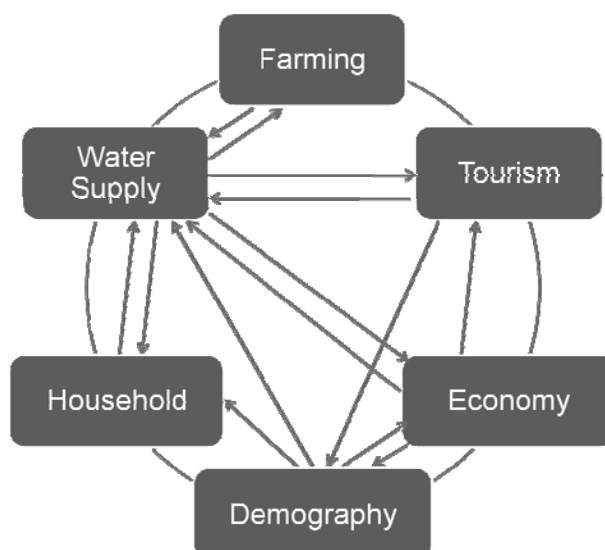 Farming
Water
Supply
Tourism
Household
Economy
Demography